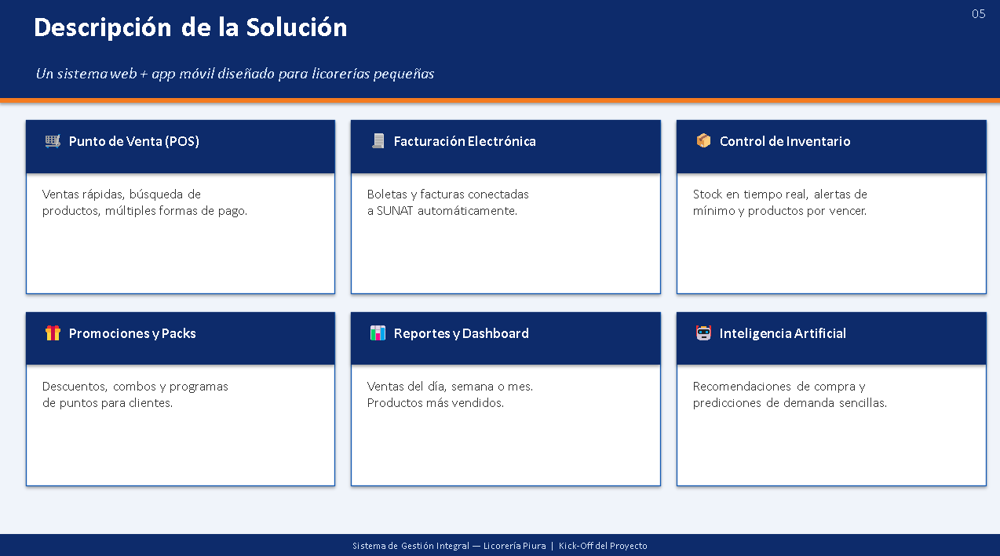 Descripción de la Solución
05
Un sistema web + app móvil diseñado para licorerías pequeñas
Punto de Venta (POS)
Ventas rápidas, búsqueda de
productos, múltiples formas de pago.
Facturación Electrónica
Boletas y facturas conectadas
a SUNAT automáticamente.
Control de Inventario
Stock en tiempo real, alertas de
mínimo y productos por vencer.
Promociones y Packs
Descuentos, combos y programas
de puntos para clientes.
Reportes y Dashboard
Ventas del día, semana o mes.
Productos más vendidos.
Inteligencia Artificial
Recomendaciones de compra y
predicciones de demanda sencillas.
Sistema de Gestión Integral — Licorería Piura | Kick-Off del Proyecto